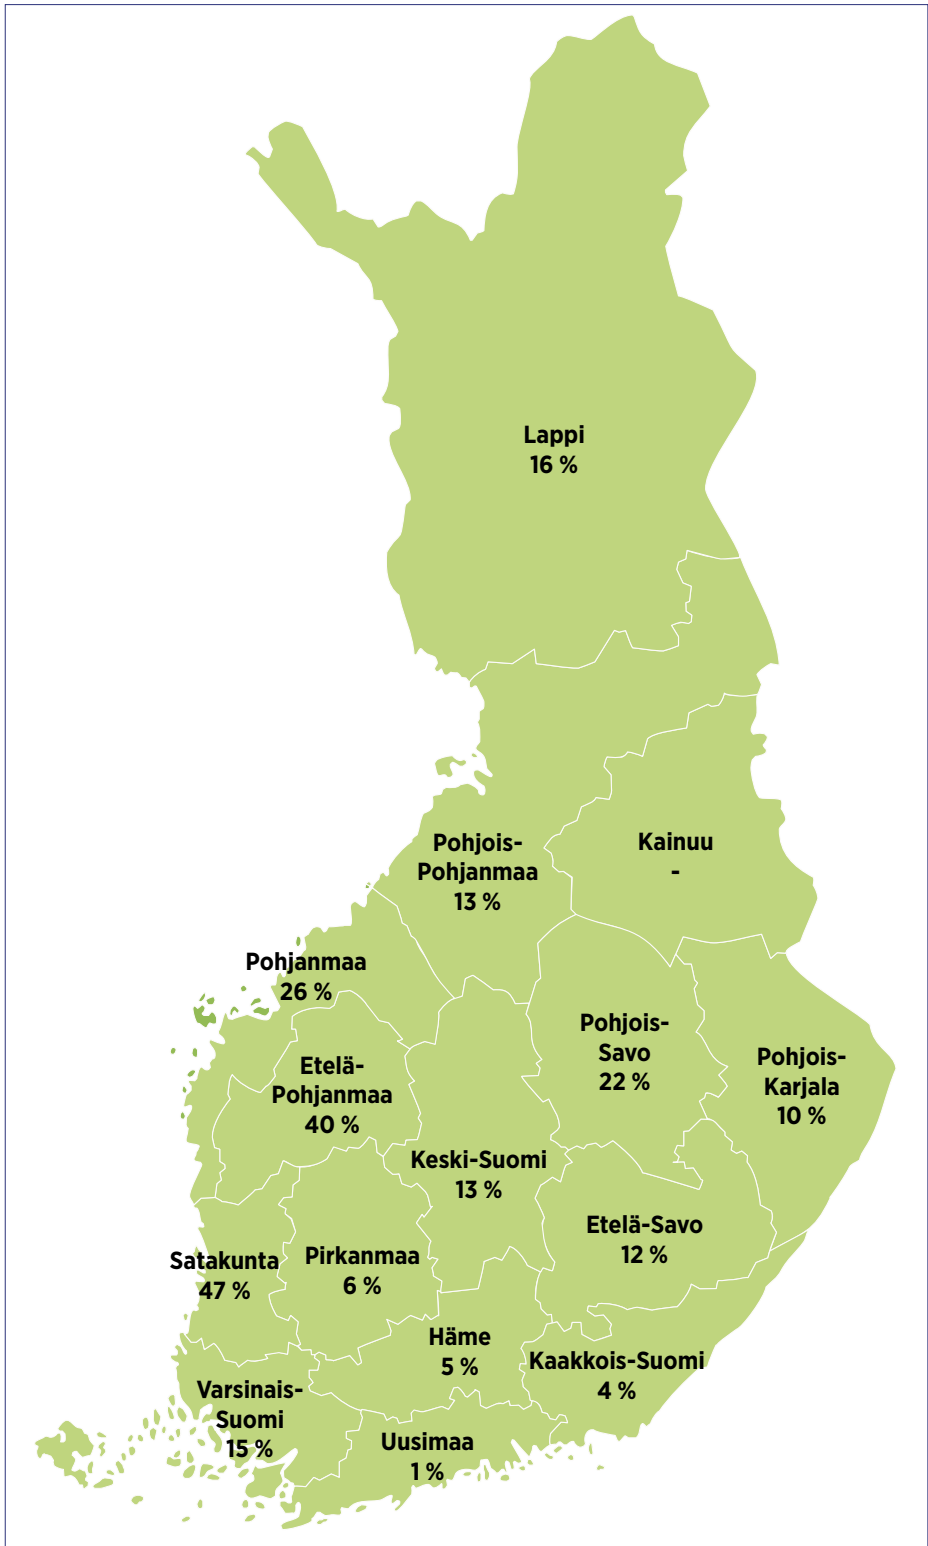 Lappi
16 %
Pohjois-
Pohjanmaa
13 %
Kainuu
-
Pohjanmaa
26 %
Pohjois-
Savo
22 %
Pohjois-
Karjala
10 %
Etelä-
Pohjanmaa
40 %
Keski-Suomi
13 %
Etelä-Savo
12 %
Satakunta
47 %
Pirkanmaa
6 %
Häme
5 %
Kaakkois-Suomi
4 %
Varsinais-
Suomi
15 %
Uusimaa
1 %